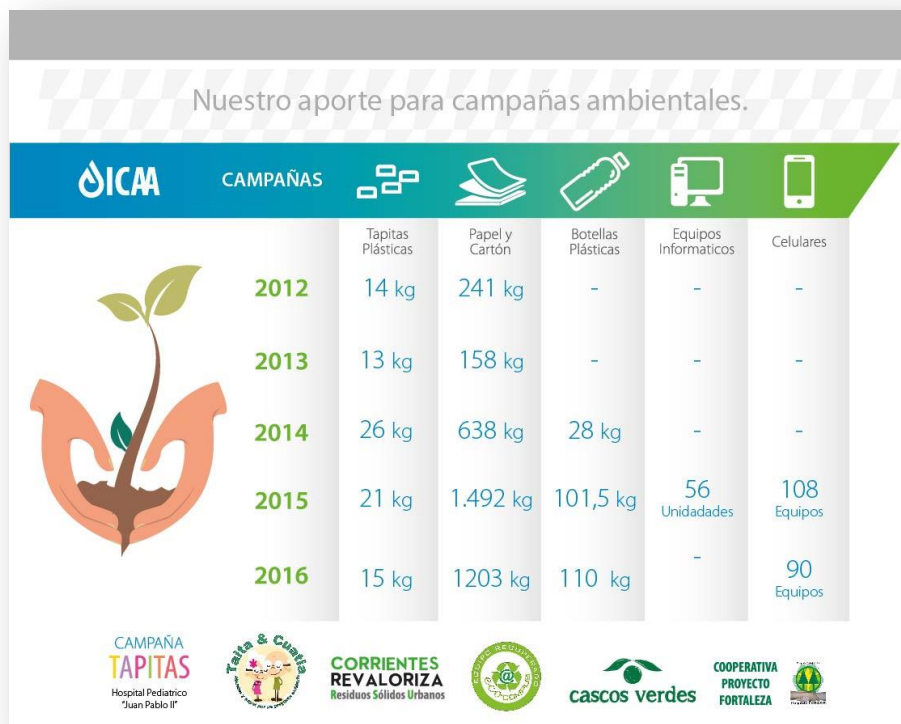 Nuestro aporte para campañas ambientales.
ICAA CAMPAÑAS
Tapitas Plásticas Papel y Cartón Botellas Plásticas Equipos Informaticos Celulares
2012 14 kg 241 kg - - -
2013 13 kg 158 kg - - -
2014 26 kg 638 kg 28 kg - -
2015 21 kg 1.492 kg 101,5 kg 56 Unidadades 108 Equipos
2016 15 kg 1203 kg 110 kg - 90 Equipos
CAMPAÑA
TAPITAS
Hospital Pediatrico
"Juan Pablo II"
Taita & Cuatia
CORRIENTES
REVALORIZA
Residuos Sólidos Urbanos
EQUIPO RECUPERADO
cascos verdes
COOPERATIVA
PROYECTO
FORTALEZA